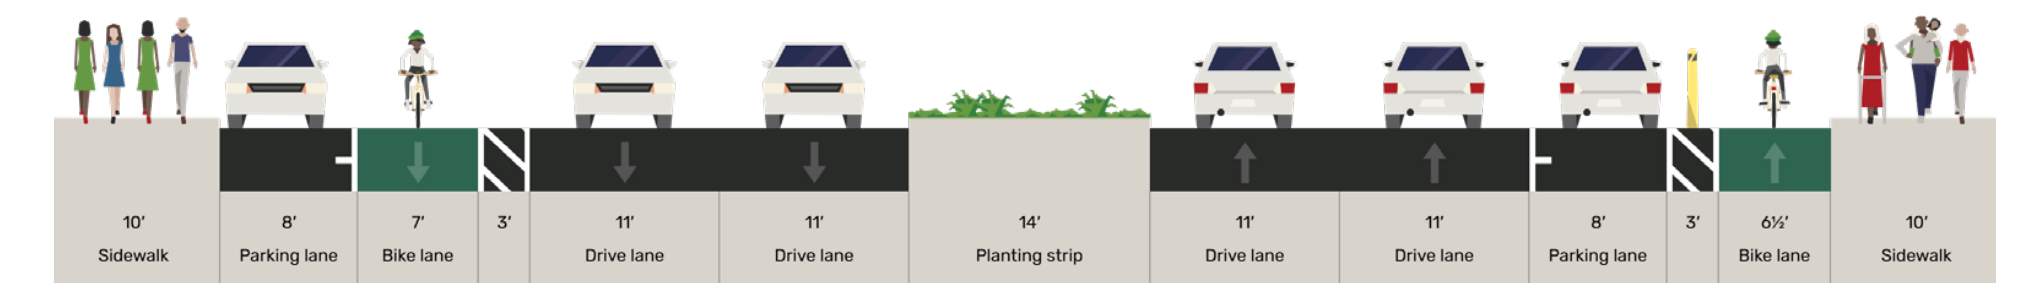 10′ 8′ 7′ 3′ 11′ 11′ 14′ 11′ 11′ 8′ 3′ 6½′ 10′
Sidewalk Parking lane Bike lane Drive lane Drive lane Planting strip Drive lane Drive lane Parking lane Bike lane Sidewalk